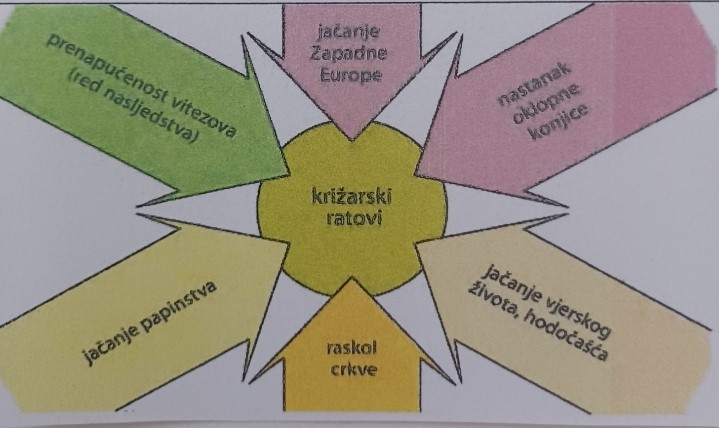 prenapučenost vitezova
(red nasljedstva)
jačanje
Zapadne
Europe
nastanak
oklopne
konjice
križarski
ratovi
jačanje papinstva
raskol
crkve
jačanje vjerskog
života, hodočašća